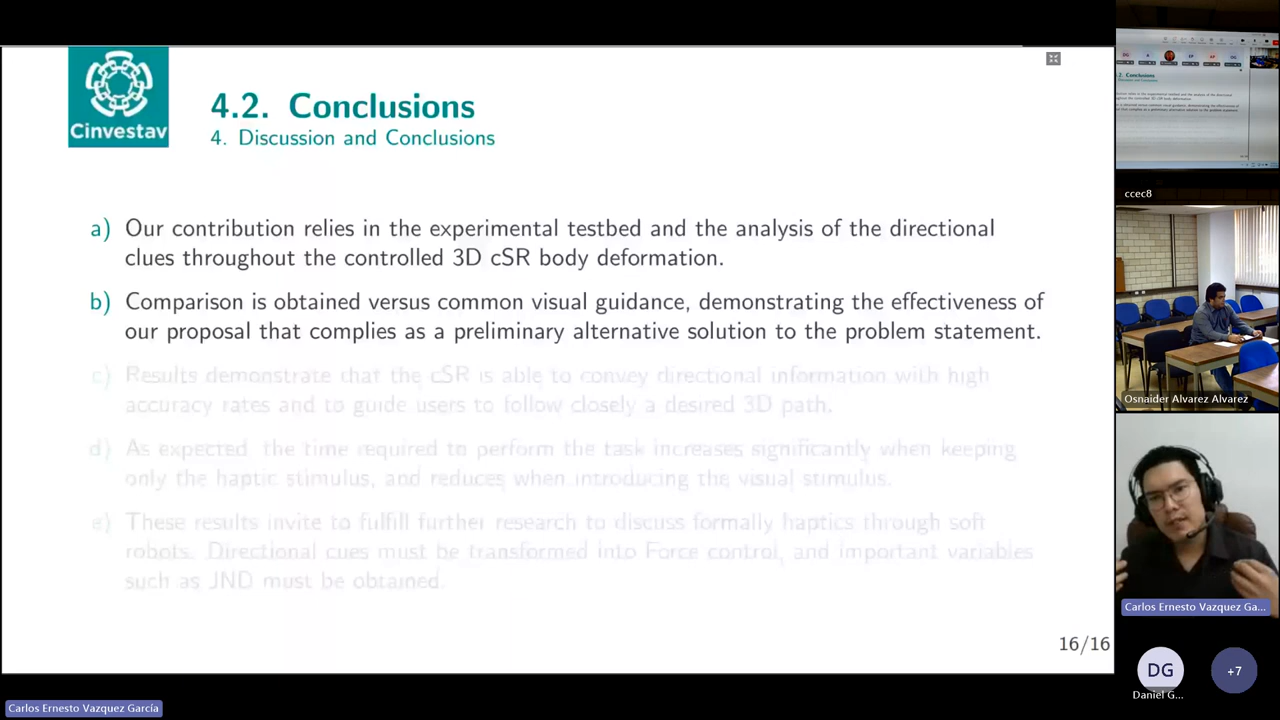 Cinvestav
4.2. Conclusions
4. Discussion and Conclusions
a) Our contribution relies in the experimental testbed and the analysis of the directional
clues throughout the controlled 3D cSR body deformation.
b) Comparison is obtained versus common visual guidance, demonstrating the effectiveness of
our proposal that complies as a preliminary alternative solution to the problem statement.
c) Results demonstrate that the cSR is able to convey directional information with high
accuracy rates and to guide users to follow closely a desired 3D path.
d) As expected, the time required to perform the task increases significantly when keeping
only the haptic stimulus, and reduces when introducing the visual stimulus.
e) These results invite to fulfill further research to discuss formally haptics through soft
robots. Directional cues must be transformed into Force control, and important variables
such as JND must be obtained.
16/16
Carlos Ernesto Vazquez García
ccec8
Osnaider Alvarez Alvarez
Carlos Ernesto Vazquez Ga...
DG
Daniel G...
+7